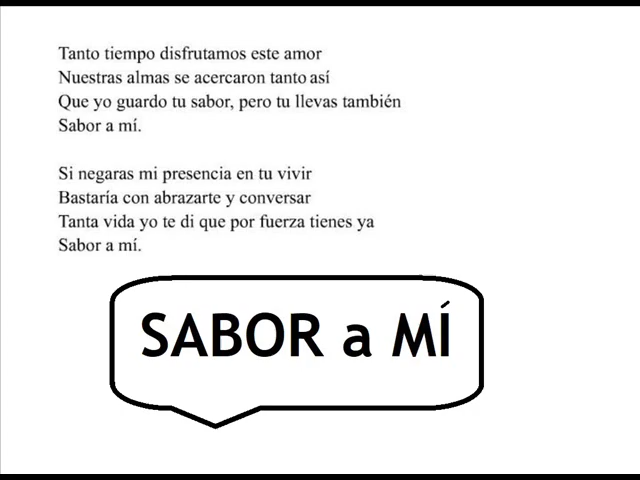 Tanto tiempo disfrutamos este amor
Nuestras almas se acercaron tanto así
Que yo guardo tu sabor, pero tu llevas también
Sabor a mí.
Si negaras mi presencia en tu vivir
Bastaría con abrazarte y conversar
Tanta vida yo te di que por fuerza tienes ya
Sabor a mí.
SABOR a MÍ